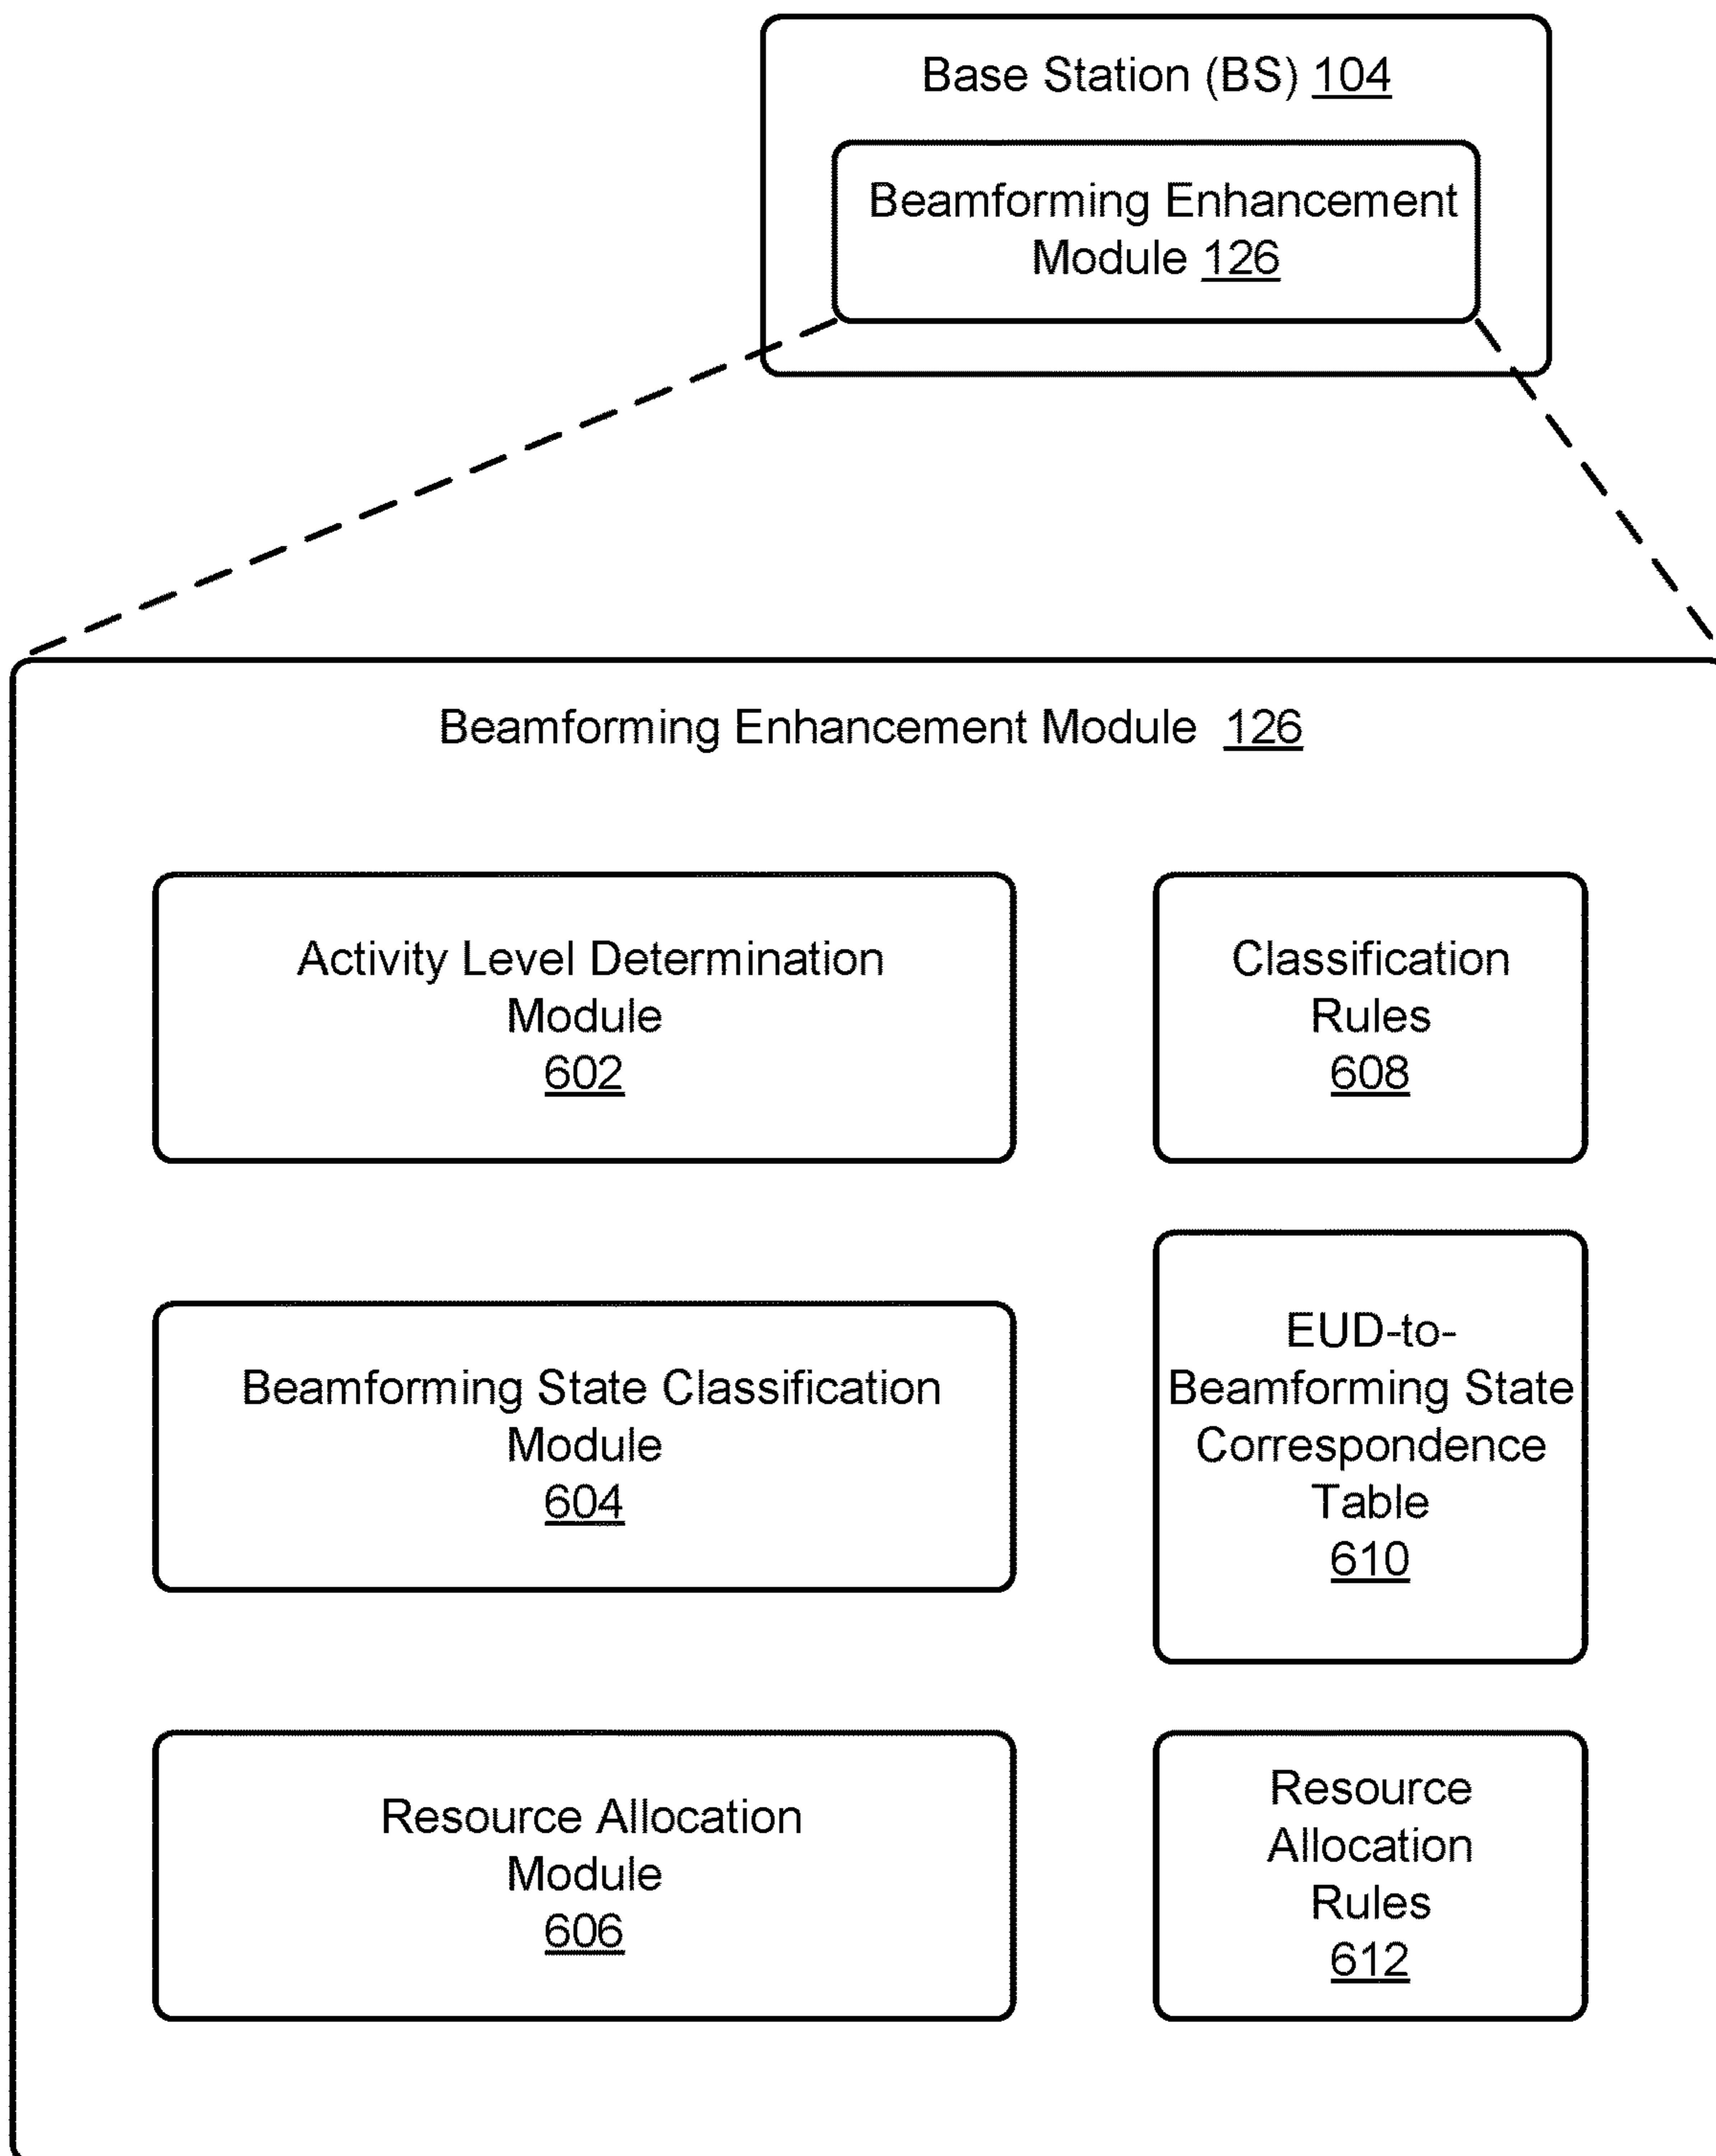 Base Station (BS) 104
Beamforming Enhancement
Module 126
Beamforming Enhancement Module 126
Activity Level Determination
Module
602
Classification
Rules
608
Beamforming State Classification
Module
604
EUD-to-
Beamforming State
Correspondence
Table
610
Resource Allocation
Module
606
Resource
Allocation
Rules
612